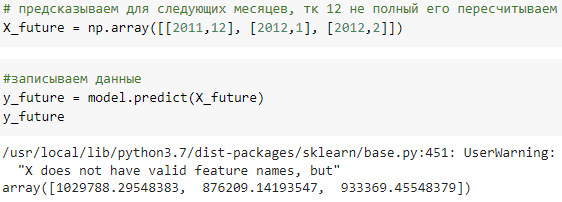 # предсказываем для следующих месяцев, тк 12 не полный его пересчитываем
X_future = np.array([[2011,12], [2012,1], [2012,2]])
#записываем данные
y_future = model.predict(X_future)
y_future
/usr/local/lib/python3.7/dist-packages/sklearn/base.py:451: UserWarning:
"X does not have valid feature names, but"
array([1029788.29548383,  876209.14193547,  933369.45548379])